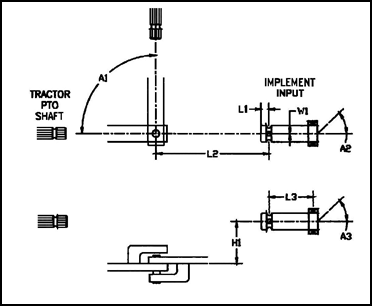 A1
TRACTOR
PTO
SHAFT
IMPLEMENT
INPUT
L1
W1
A2
L2
L3
A3
H1